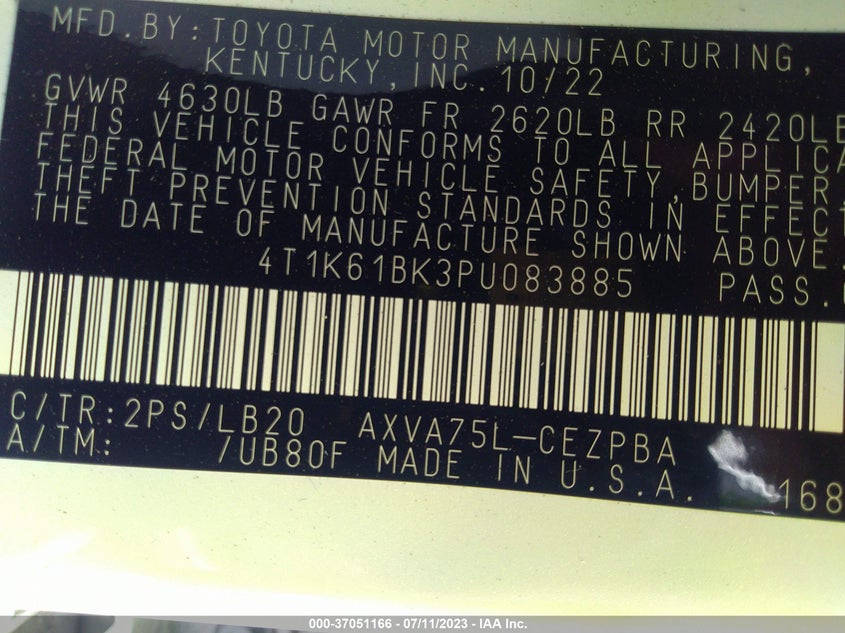 MFD.BY:TOYOTA MOTOR MANUFACTURING,
KENTUCKY, INC. 10/22
GVWR 4630LB GAWR FR 2620LB RR 2420LB
THIS VEHICLE CONFORMS TO ALL APPLICA
FEDERAL MOTOR VEHICLE SAFETY, BUMPER,
THEFT PREVENTION STANDARDS IN EFFECT
THE DATE OF MANUFACTURE SHOWN ABOVE.
4T1K61BK3PU083885 PASS.
C/TR:2PS/LB20 AXVA75L-CEZPBA
A/TM: /UB80F MADE IN U.S.A. 168
000-37051166 - 07/11/2023 - IAA Inc.